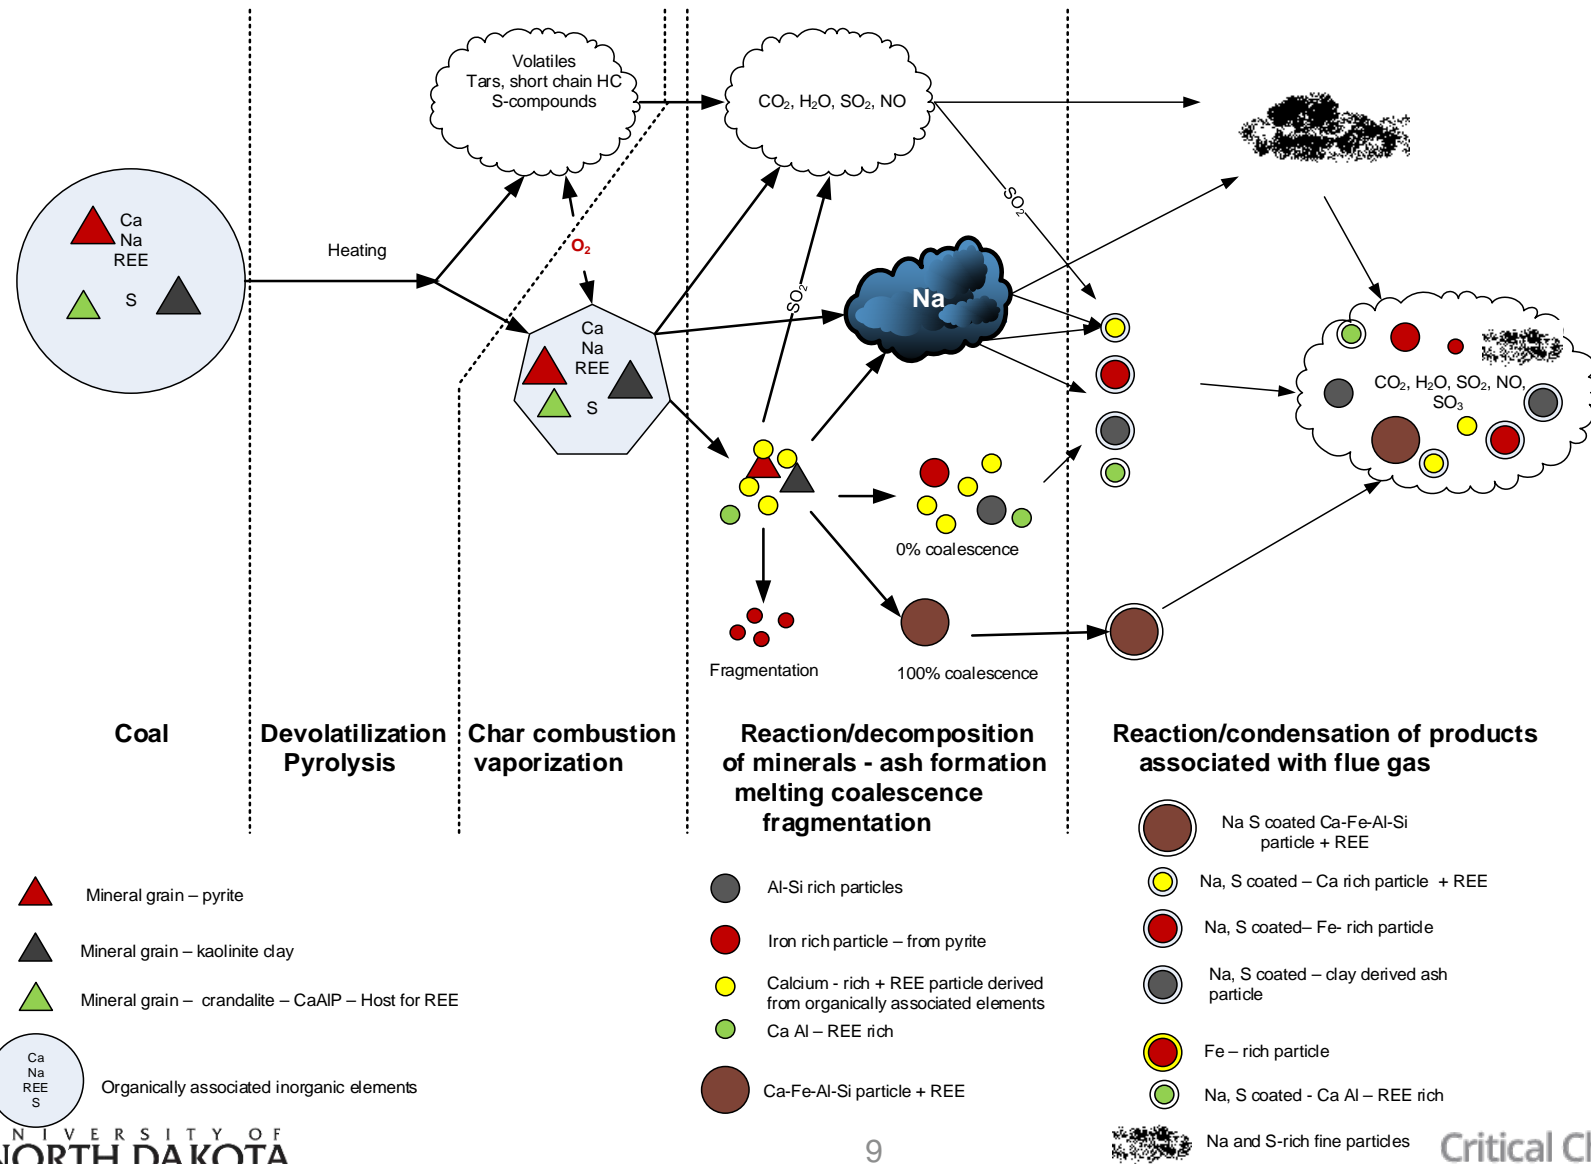 Volatiles
Tars, short chain HC
S-compounds
CO₂, H₂O, SO₂, NO
Ca
Na
REE
S
Heating
O₂
SO₂
SO₂
Na
Ca
Na
REE
S
CO₂, H₂O, SO₂, NO,
SO₃
0% coalescence
Fragmentation
100% coalescence
Coal
Devolatilization
Pyrolysis
Char combustion
vaporization
Reaction/decomposition
of minerals - ash formation
melting coalescence
fragmentation
Reaction/condensation of products
associated with flue gas
Mineral grain – pyrite
Mineral grain – kaolinite clay
Mineral grain – crandalite – CaAlP – Host for REE
Ca
Na
REE
S
Organically associated inorganic elements
Al-Si rich particles
Iron rich particle – from pyrite
Calcium - rich + REE particle derived
from organically associated elements
Ca Al – REE rich
Ca-Fe-Al-Si particle + REE
Na S coated Ca-Fe-Al-Si
particle + REE
Na, S coated – Ca rich particle + REE
Na, S coated– Fe- rich particle
Na, S coated – clay derived ash
particle
Fe – rich particle
Na, S coated - Ca Al – REE rich
Na and S-rich fine particles
NIVERSITY OF
NORTH DAKOTA
9
Critical